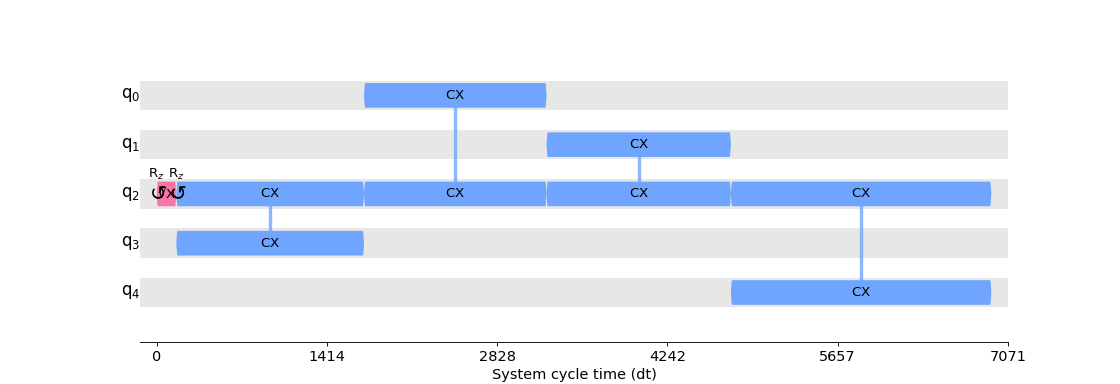 q0 CX
q1 CX
Rz Rz
q2 CX CX CX CX
q3 CX
q4 CX
0 1414 2828 4242 5657 7071
System cycle time (dt)